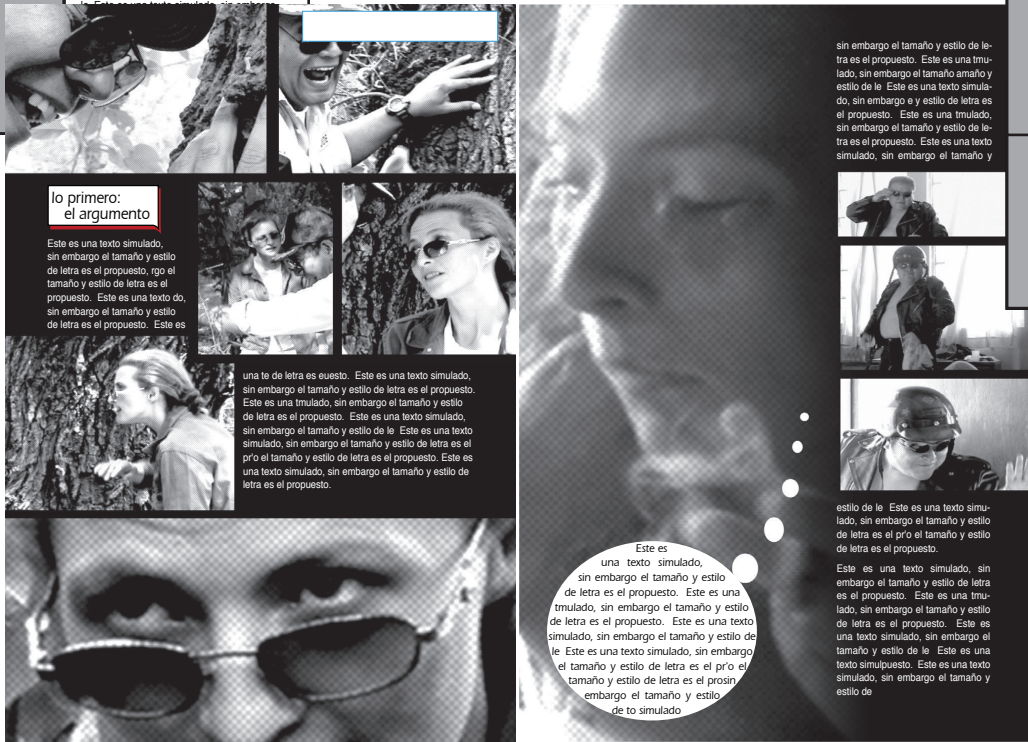 lo primero:
el argumento
Este es una texto simulado,
sin embargo el tamaño y estilo
de letra es el propuesto, rgo el
tamaño y estilo de letra es el
propuesto. Este es una texto do,
sin embargo el tamaño y estilo
de letra es el propuesto. Este es
una te de letra es euesto. Este es una texto simulado,
sin embargo el tamaño y estilo de letra es el propuesto.
Este es una tmulado, sin embargo el tamaño y estilo
de letra es el propuesto. Este es una texto simulado,
sin embargo el tamaño y estilo de le Este es una texto
simulado, sin embargo el tamaño y estilo de letra es el
pr'o el tamaño y estilo de letra es el propuesto. Este es
una texto simulado, sin embargo el tamaño y estilo de
letra es el propuesto.
Este es
una texto simulado,
sin embargo el tamaño y estilo
de letra es el propuesto. Este es una
tmulado, sin embargo el tamaño y estilo
de letra es el propuesto. Este es una texto
simulado, sin embargo el tamaño y estilo de
le Este es una texto simulado, sin embargo
el tamaño y estilo de letra es el pr'o el
tamaño y estilo de letra es el prosin
embargo el tamaño y estilo
de to simulado
sin embargo el tamaño y estilo de le-
tra es el propuesto. Este es una tmu-
lado, sin embargo el tamaño amaño y
estilo de le Este es una texto simula-
do, sin embargo e y estilo de letra es
el propuesto. Este es una tmulado,
sin embargo el tamaño y estilo de le-
tra es el propuesto. Este es una texto
simulado, sin embargo el tamaño y
estilo de le Este es una texto simu-
lado, sin embargo el tamaño y estilo
de letra es el pr'o el tamaño y estilo
de letra es el propuesto.
Este es una texto simulado, sin
embargo el tamaño y estilo de letra
es el propuesto. Este es una tmu-
lado, sin embargo el tamaño y estilo
de letra es el propuesto. Este es
una texto simulado, sin embargo el
tamaño y estilo de le Este es una
texto simulpuesto. Este es una texto
simulado, sin embargo el tamaño y
estilo de